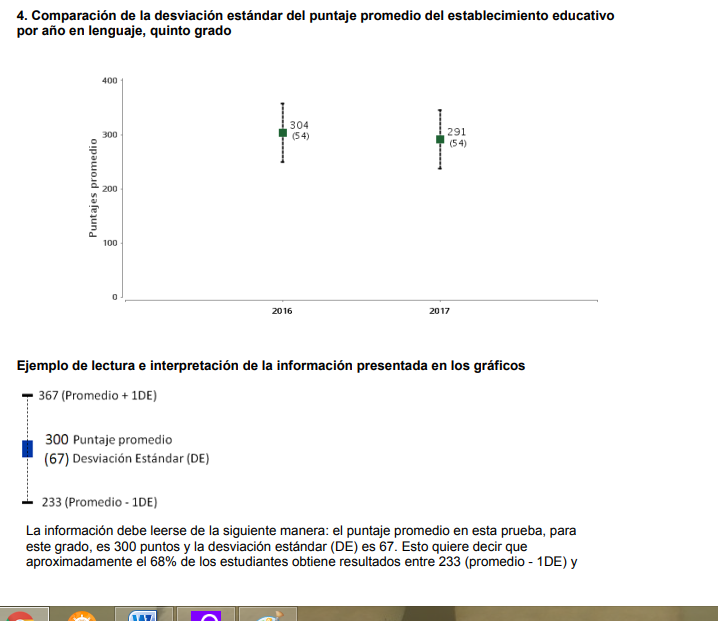 4. Comparación de la desviación estándar del puntaje promedio del establecimiento educativo
por año en lenguaje, quinto grado
400
300
200
100
0
Puntajes promedio
304
(54)
291
(54)
2016
2017
Ejemplo de lectura e interpretación de la información presentada en los gráficos
367 (Promedio + 1DE)
300 Puntaje promedio
(67) Desviación Estándar (DE)
233 (Promedio - 1DE)
La información debe leerse de la siguiente manera: el puntaje promedio en esta prueba, para
este grado, es 300 puntos y la desviación estándar (DE) es 67. Esto quiere decir que
aproximadamente el 68% de los estudiantes obtiene resultados entre 233 (promedio - 1DE) y